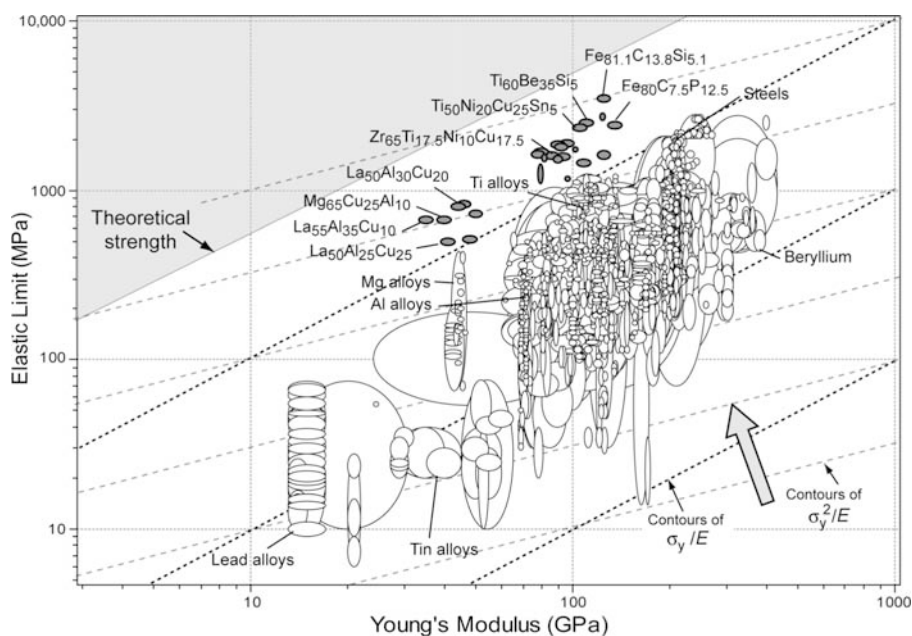 10,000
Fe81.1C13.8Si5.1
Ti60Be35Si5
Fe80C7.5P12.5
Ti50Ni20Cu25Sn5
Steels
Zr65Ti17.5Nr10Cu17.5
La50Al30Cu20
Ti alloys
1000
Mg65Cu25Al10
Theoretical
strength
La55Al35Cu10
La50Al25Cu25
Beryllium
Mg alloys
Al alloys
Elastic Limit (MPa)
100
Contours of
σy²/E
Contours of
σy/E
10
Lead alloys
Tin alloys
10
100
1000
Young's Modulus (GPa)